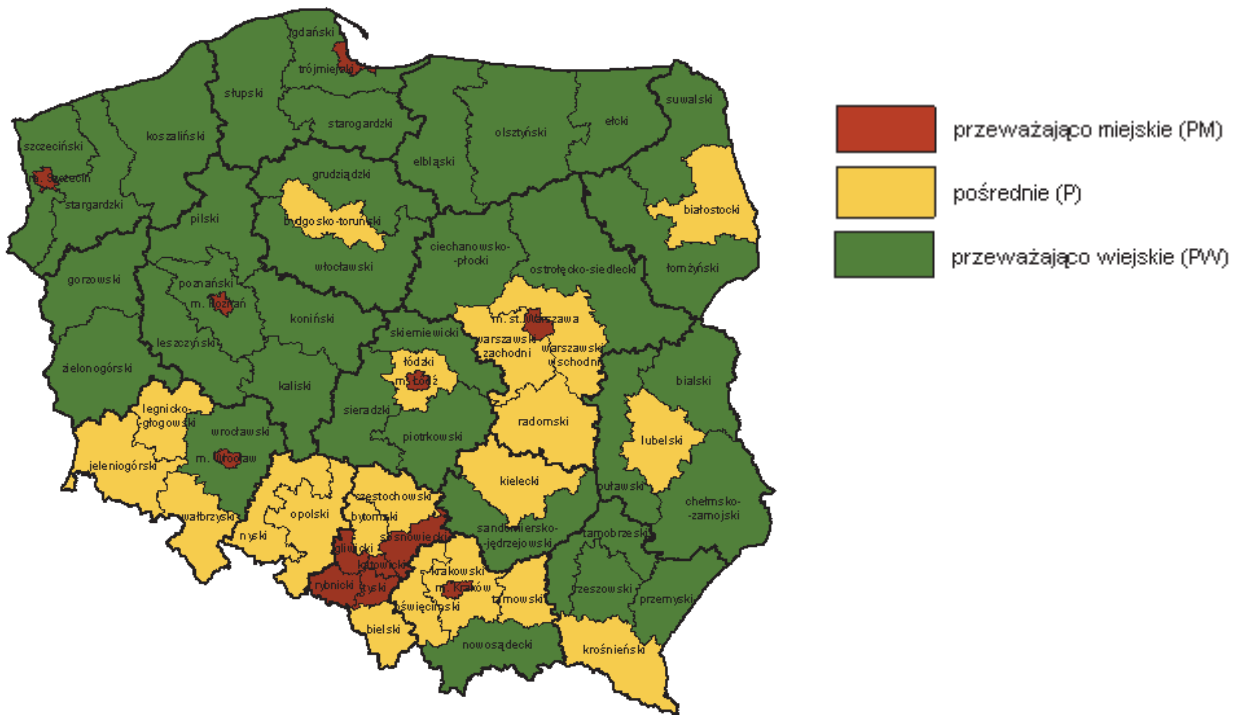 gdański
trójmiejski
słupski
starogardzki
koszaliński
szczeciński
m. Szczecin
stargardzki
suwalski
ełcki
olsztyński
elbląski
grudziądzki
bydgosko-toruński
białostocki
pilski
włocławski
ciechanowsko-
płocki
ostrołęcko-siedlecki
łomżyński
gorzowski
poznański
m. Poznań
koniński
leszczyński
zielonogórski
kaliski
skierniewicki
m. st. Warszawa
warszawski
zachodni
warszawski
wschodni
łódzki
m. Łódź
sieradzki
piotrkowski
radomski
bialski
lubelski
puławski
chełmsko-
-zamojski
legnicko-
-głogowski
wrocławski
m. Wrocław
jeleniogórski
wałbrzyski
nyski
opolski
częstochowski
bytomski
gliwicki
sosnowiecki
katowicki
rybnicki
tyski
kielecki
sandomiersko-
-jędrzejowski
krakowski
m. Kraków
oświęcimski
tarnowski
bielski
nowosądecki
tarnobrzeski
rzeszowski
przemyski
krośnieński
przeważająco miejskie (PM)
pośrednie (P)
przeważająco wiejskie (PW)